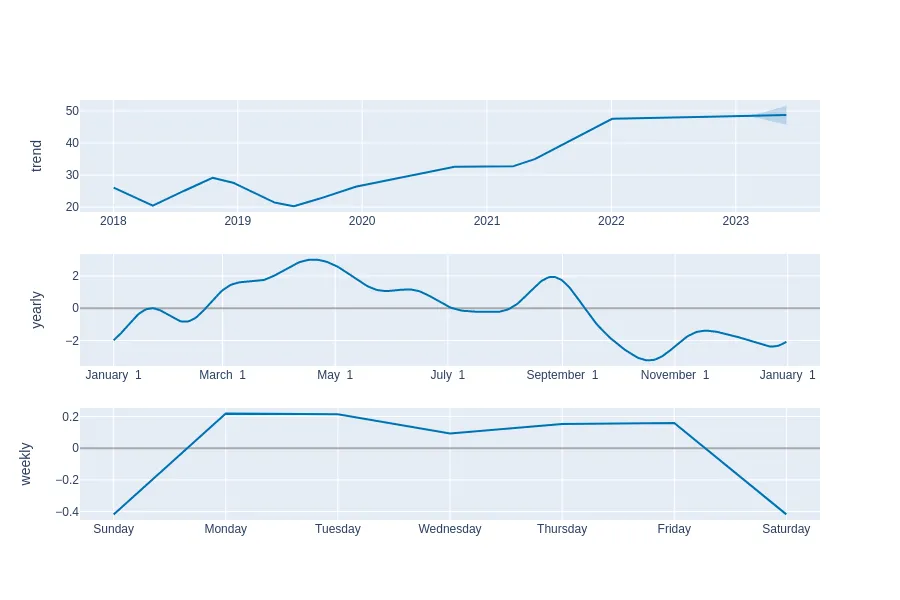 trend
50
40
30
20
2018 2019 2020 2021 2022 2023
yearly
2
0
−2
January 1 March 1 May 1 July 1 September 1 November 1 January 1
weekly
0.2
0
−0.2
−0.4
Sunday Monday Tuesday Wednesday Thursday Friday Saturday